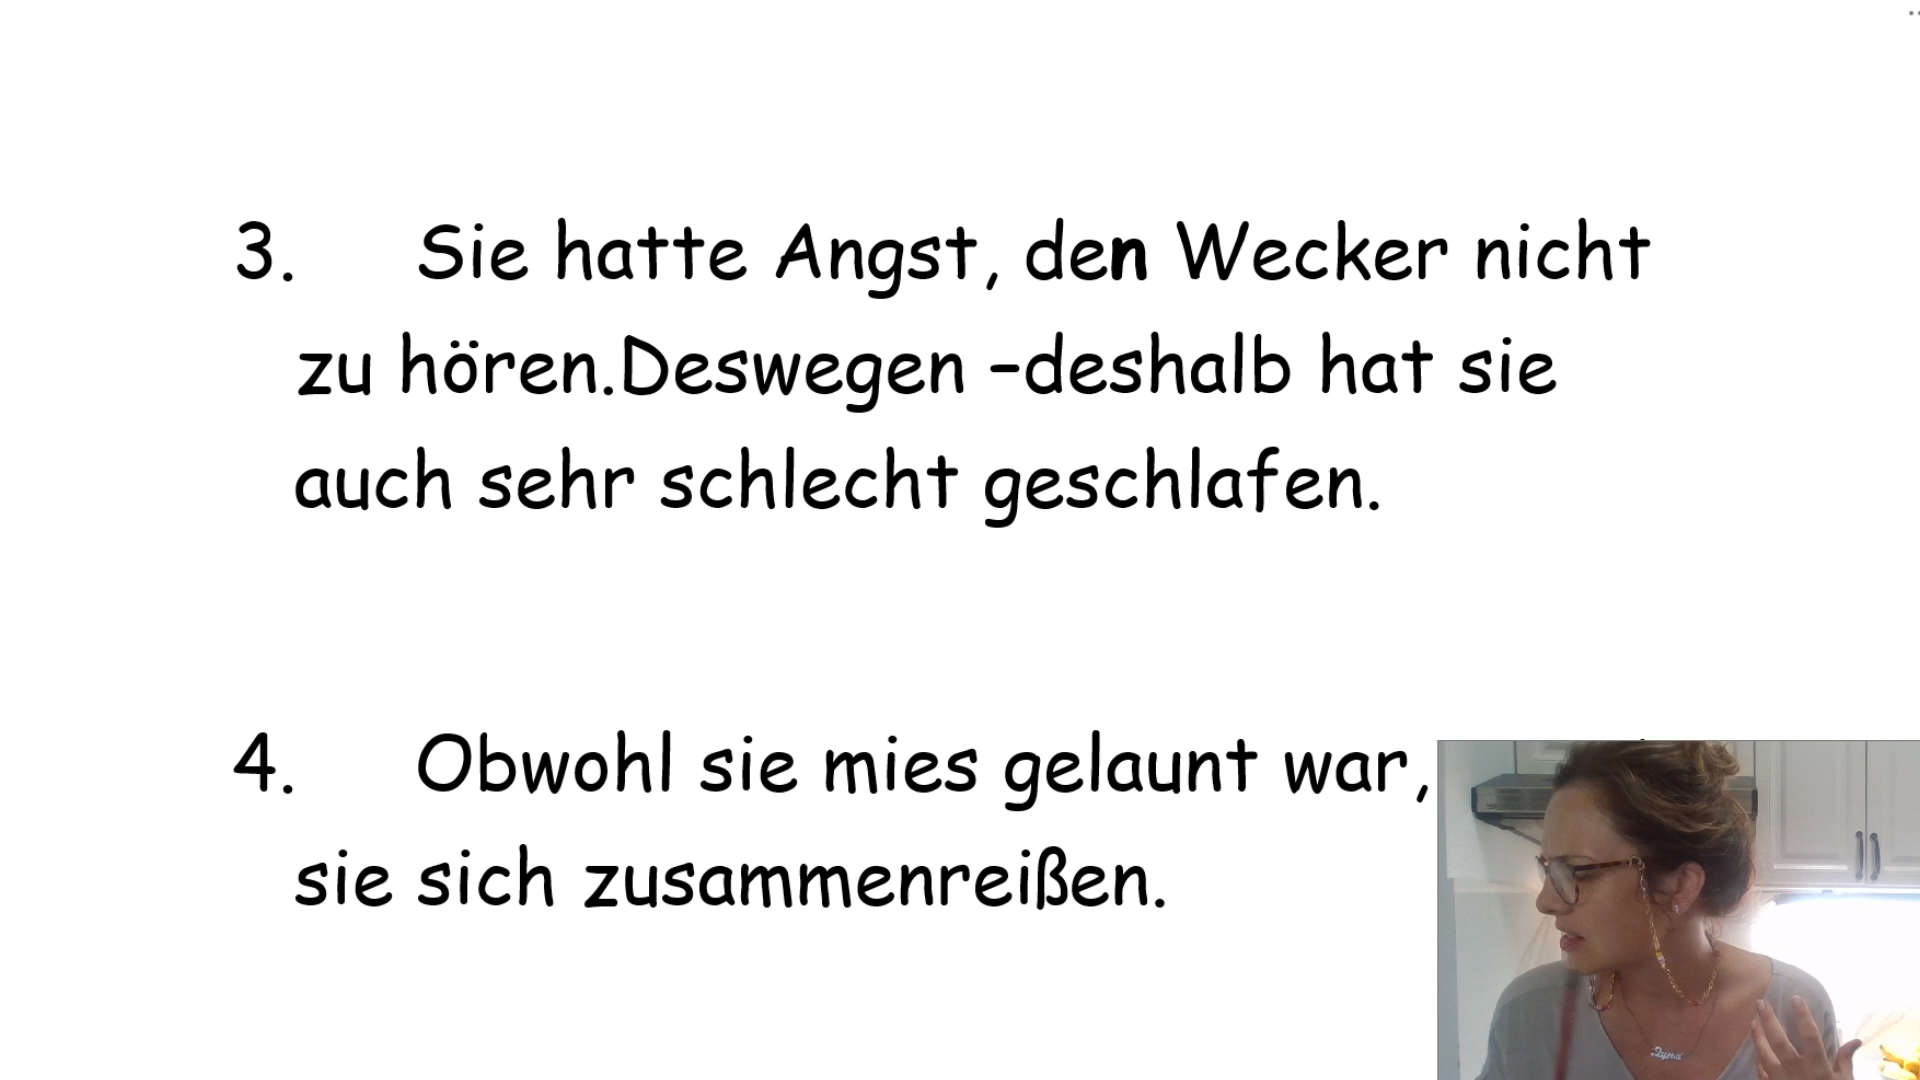 3. Sie hatte Angst, den Wecker nicht
zu hören.Deswegen –deshalb hat sie
auch sehr schlecht geschlafen.
4. Obwohl sie mies gelaunt war,
sie sich zusammenreißen.